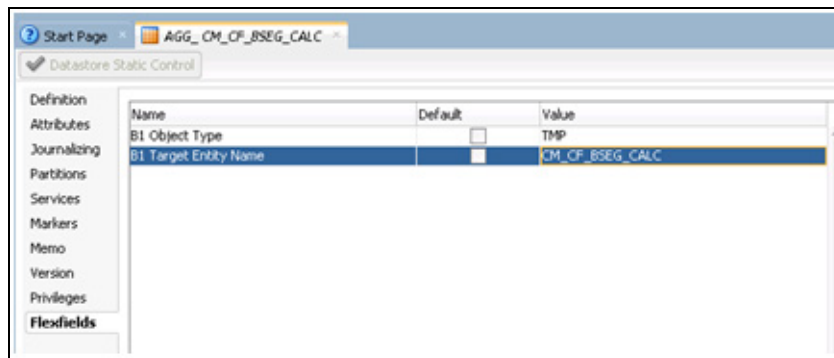 Start Page
AGG_ CM_CF_BSEG_CALC
Datastore Static Control
Definition
Attributes
Journalizing
Partitions
Services
Markers
Memo
Version
Privileges
Flexfields
Name Default Value
B1 Object Type TMP
B1 Target Entity Name CM_CF_BSEG_CALC